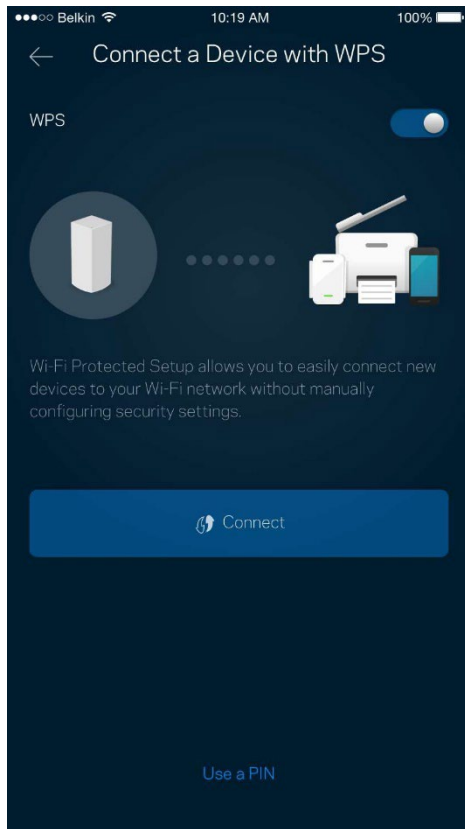 Belkin 10:19 AM 100%
Connect a Device with WPS
WPS
Wi-Fi Protected Setup allows you to easily connect new
devices to your Wi-Fi network without manually
configuring security settings.
Connect
Use a PIN